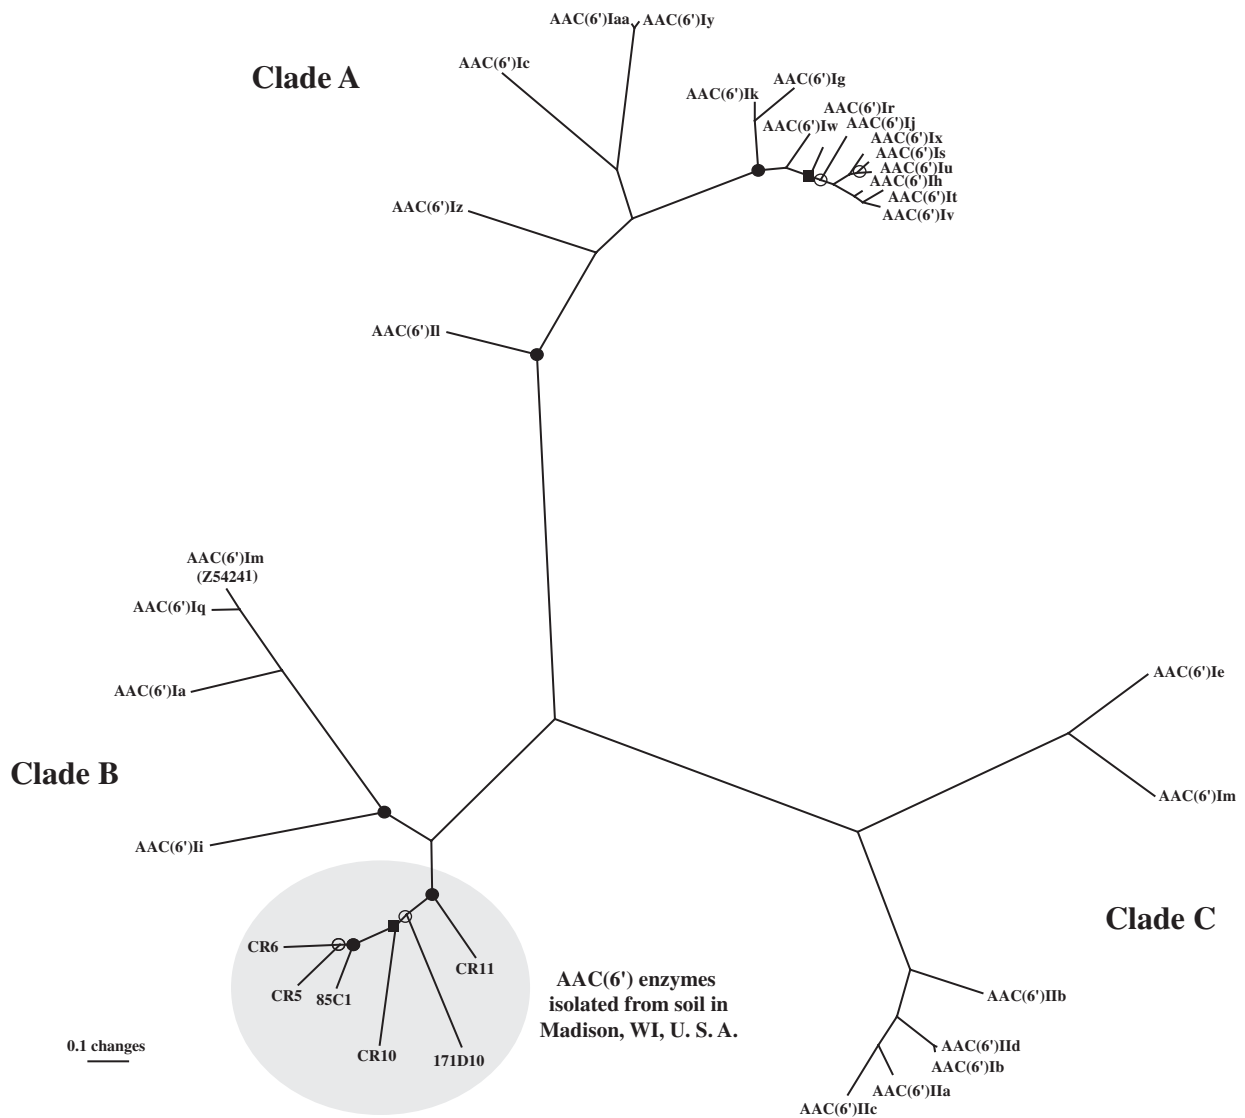 AAC(6')Iaa
AAC(6')Iy
Clade A
AAC(6')Ic
AAC(6')Ig
AAC(6')Ik
AAC(6')Ir
AAC(6')Iw
AAC(6')Ij
AAC(6')Ix
AAC(6')Is
AAC(6')Iu
AAC(6')Ih
AAC(6')It
AAC(6')Iv
AAC(6')Iz
AAC(6')Il
AAC(6')Im
(Z54241)
AAC(6')Iq
AAC(6')Ia
AAC(6')Ie
Clade B
AAC(6')Im
AAC(6')Ii
Clade C
CR6
CR5
85C1
CR11
CR10
171D10
AAC(6') enzymes
isolated from soil in
Madison, WI, U. S. A.
AAC(6')IIb
AAC(6')IId
AAC(6')Ib
AAC(6')IIa
AAC(6')IIc
0.1 changes